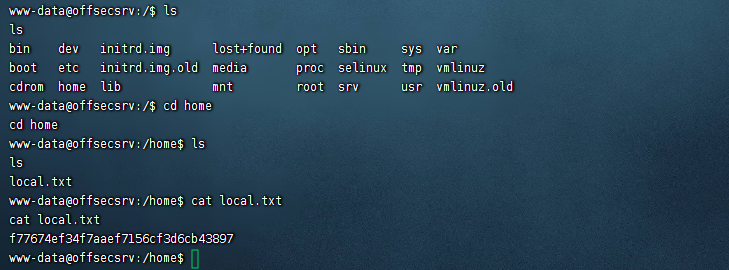 www-data@offsecsrv:/$ ls
ls
bin dev initrd.img lost+found opt sbin sys var
boot etc initrd.img.old media proc selinux tmp vmlinuz
cdrom home lib mnt root srv usr vmlinuz.old
www-data@offsecsrv:/$ cd home
cd home
www-data@offsecsrv:/home$ ls
ls
local.txt
www-data@offsecsrv:/home$ cat local.txt
cat local.txt
f77674ef34f7aaef7156cf3d6cb43897
www-data@offsecsrv:/home$